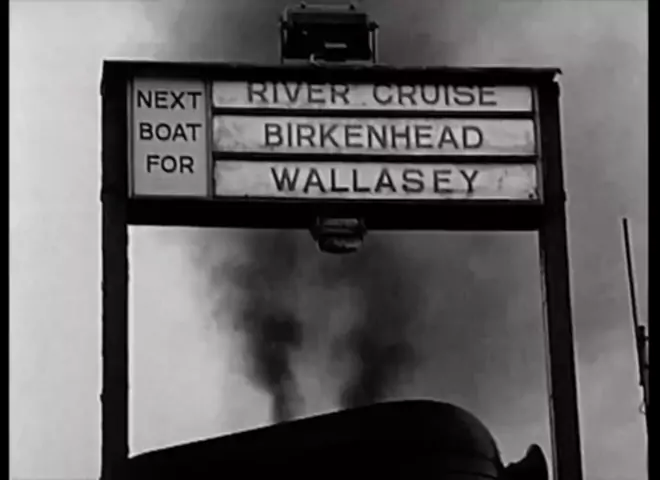 NEXT
BOAT
FOR
RIVER CRUISE
BIRKENHEAD
WALLASEY